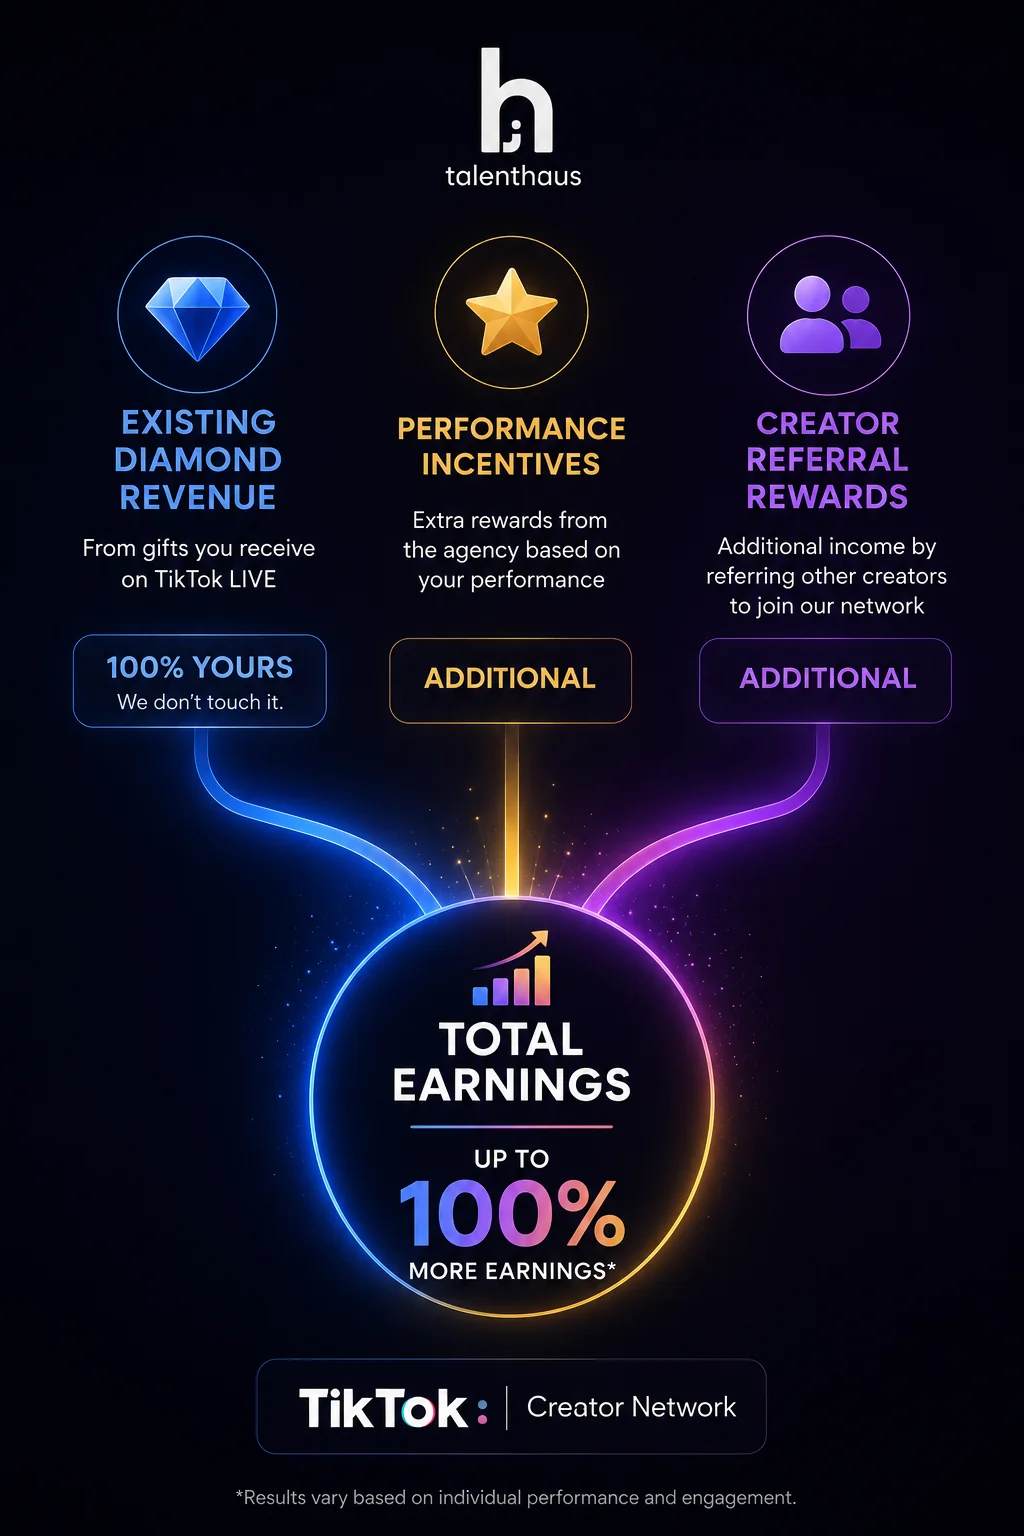 talenthaus
EXISTING
DIAMOND
REVENUE
From gifts you receive
on TikTok LIVE
100% YOURS
We don't touch it.
PERFORMANCE
INCENTIVES
Extra rewards from
the agency based on
your performance
ADDITIONAL
CREATOR
REFERRAL
REWARDS
Additional income by
referring other creators
to join our network
ADDITIONAL
TOTAL
EARNINGS
UP TO
100%
MORE EARNINGS*
TikTok: | Creator Network
*Results vary based on individual performance and engagement.